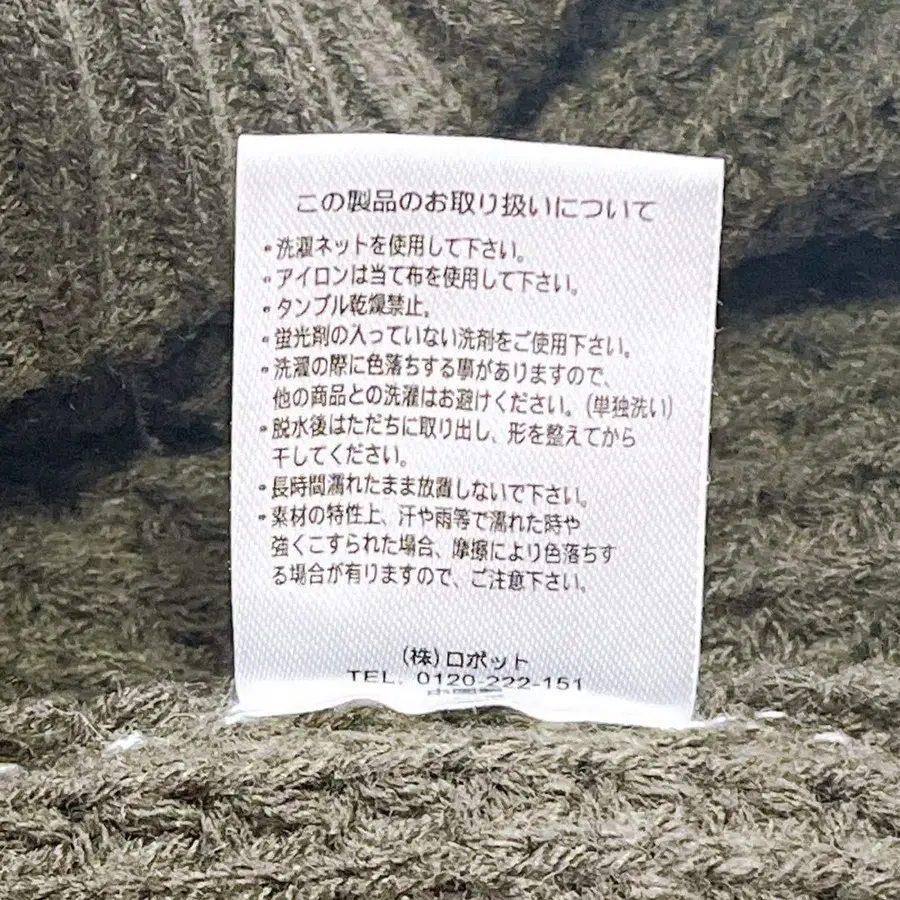 この製品のお取り扱いについて
・洗濯ネットを使用して下さい。
・アイロンは当て布を使用して下さい。
・タンブル乾燥禁止。
・蛍光剤の入っていない洗剤をご使用下さい。
・洗濯の際に色落ちする事がありますので、
他の商品との洗濯はお避けください。(単独洗い)
・脱水後はただちに取り出し、形を整えてから
干してください。
・長時間濡れたまま放置しないで下さい。
・素材の特性上、汗や雨等で濡れた時や
強くこすられた場合、摩擦により色落ちす
る場合が有りますので、ご注意下さい。
(株)ロボット
TEL. 0120-222-151